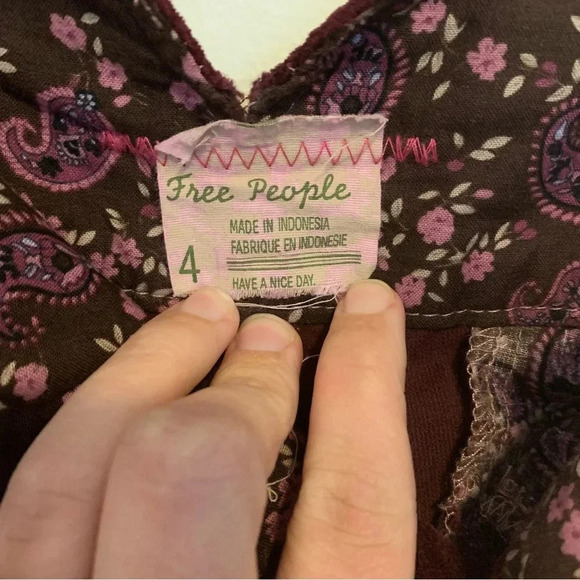 Free People
MADE IN INDONESIA
FABRIQUE EN INDONESIE
4
HAVE A NICE DAY.